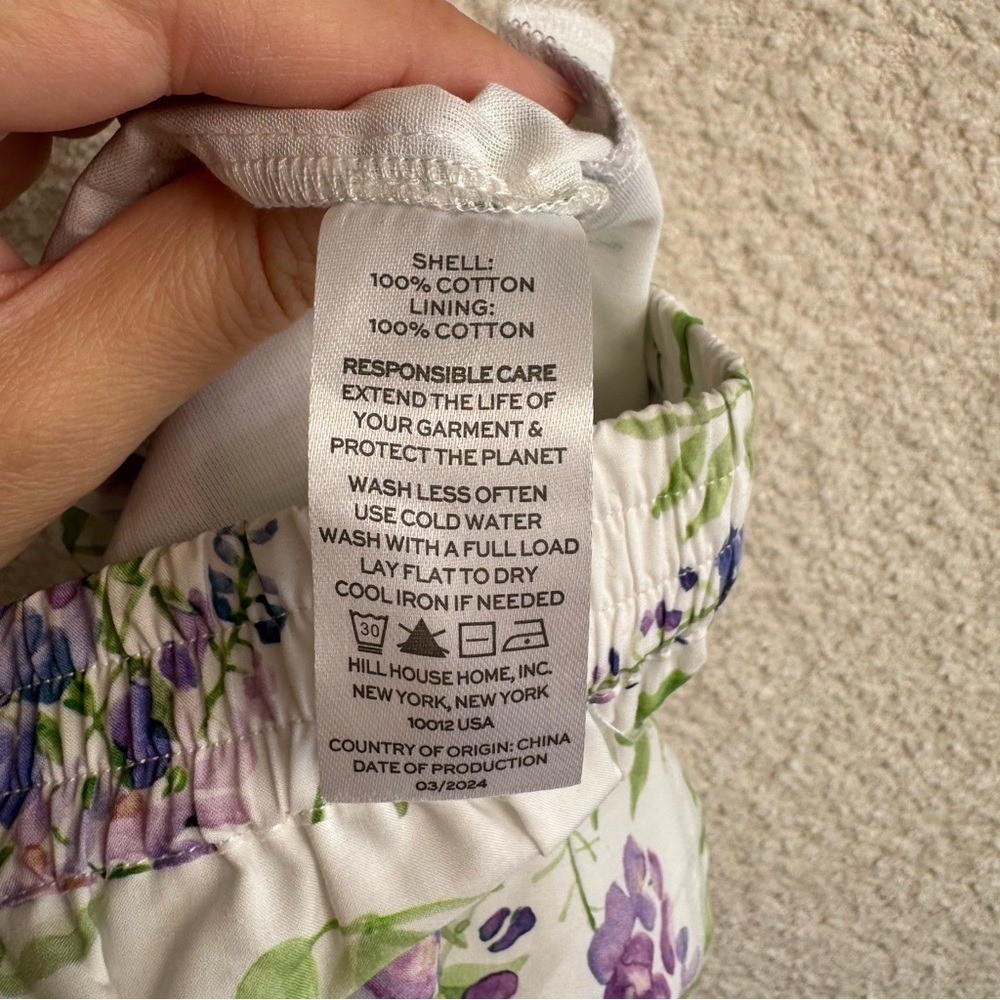 SHELL:
100% COTTON
LINING:
100% COTTON
RESPONSIBLE CARE
EXTEND THE LIFE OF
YOUR GARMENT &
PROTECT THE PLANET
WASH LESS OFTEN
USE COLD WATER
WASH WITH A FULL LOAD
LAY FLAT TO DRY
COOL IRON IF NEEDED
30
HILL HOUSE HOME, INC.
NEW YORK, NEW YORK
10012 USA
COUNTRY OF ORIGIN: CHINA
DATE OF PRODUCTION
03/2024